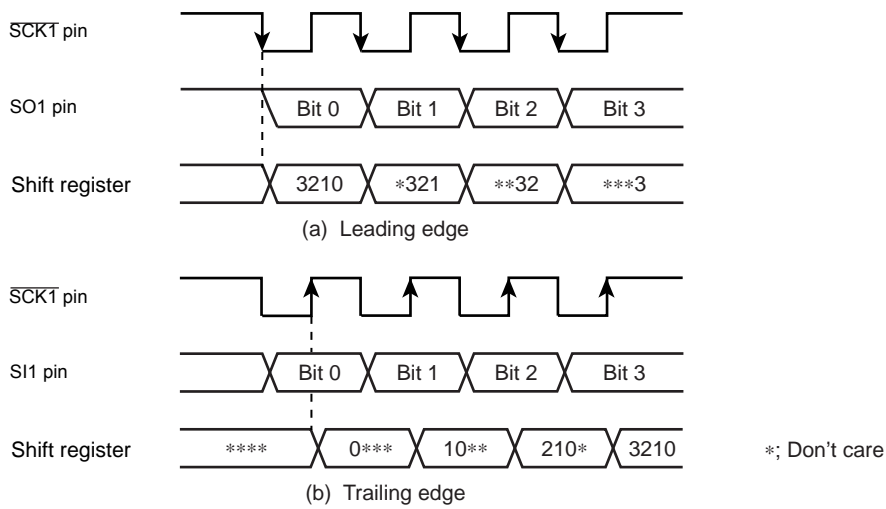 SCK1 pin
SO1 pin Bit 0 Bit 1 Bit 2 Bit 3
Shift register 3210 *321 **32 ***3
(a) Leading edge
SCK1 pin
SI1 pin Bit 0 Bit 1 Bit 2 Bit 3
Shift register **** 0*** 10** 210* 3210 *; Don't care
(b) Trailing edge